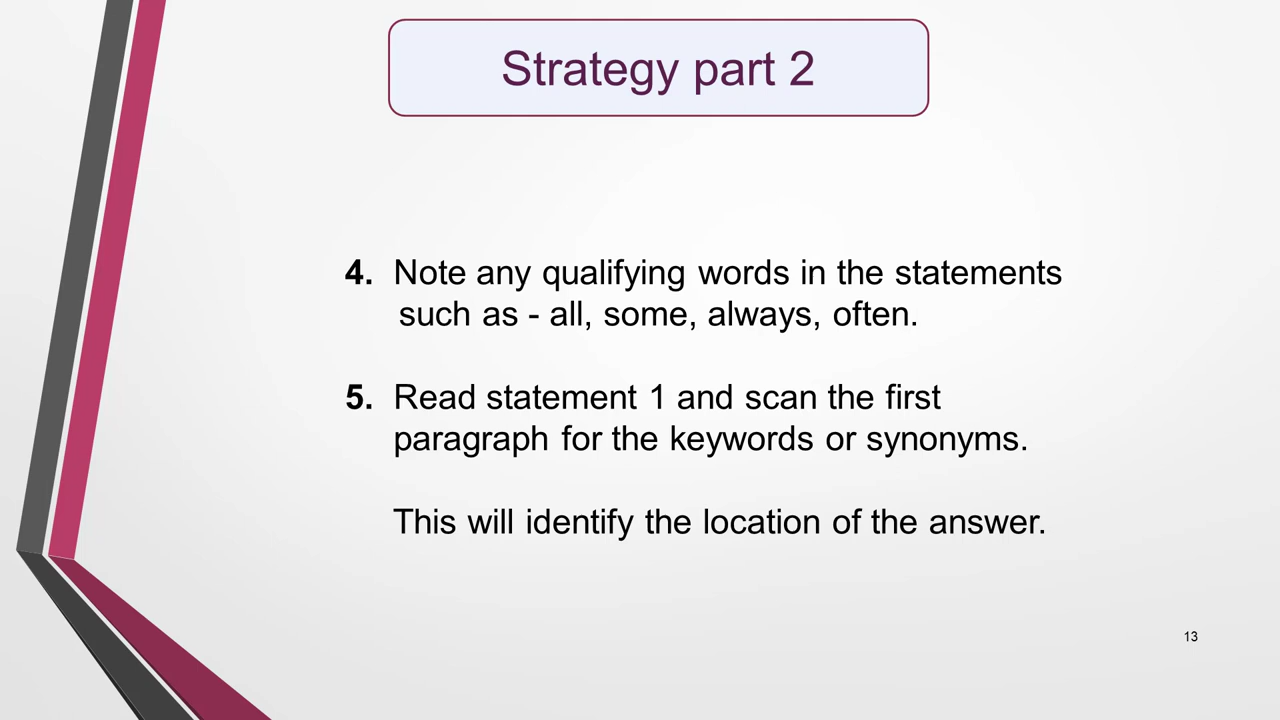 Strategy part 2
4. Note any qualifying words in the statements
such as - all, some, always, often.
5. Read statement 1 and scan the first
paragraph for the keywords or synonyms.
This will identify the location of the answer.
13